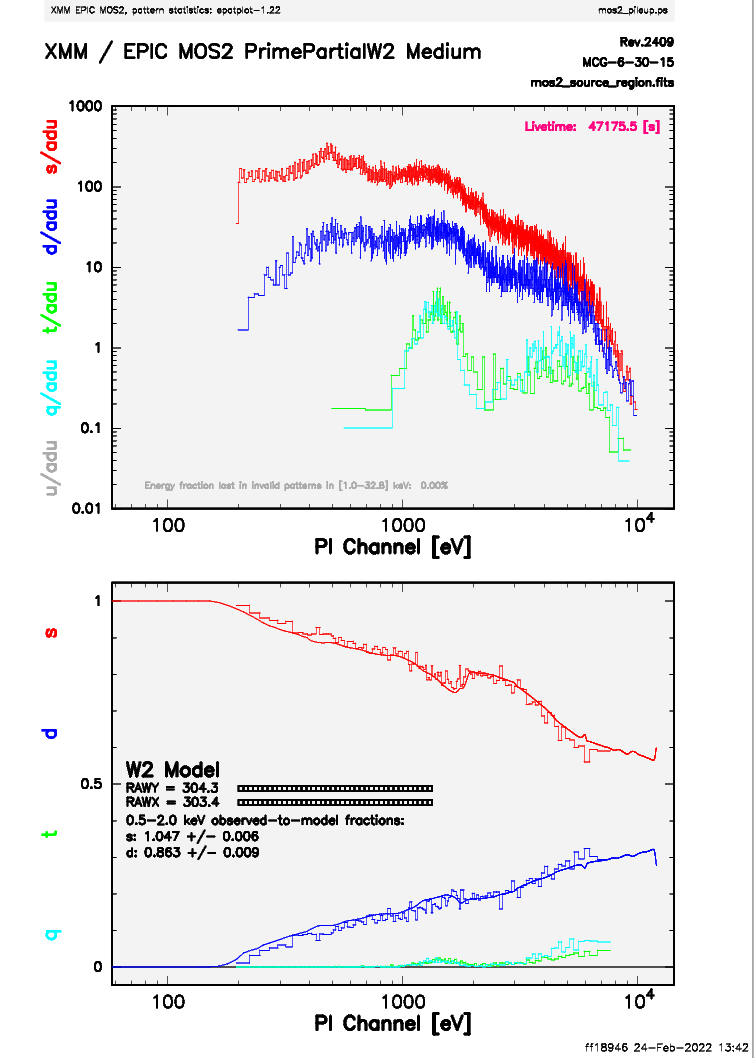 XMM EPIC MOS2, pattern statistics: epatplot-1.22 mos2_pileup.ps
XMM / EPIC MOS2 PrimePartialW2 Medium
Rev.2409
MCG-6-30-15
mos2_source_region.fits
Livetime: 47175.5 [s]
s/adu
d/adu
t/adu
q/adu
u/adu
1000
100
10
1
0.1
0.01
Energy fraction lost in invalid patterns in [1.0-32.8] keV: 0.00%
100 1000 10⁴
PI Channel [eV]
s
d
t
q
1
0.5
0
W2 Model
RAWY = 304.3
RAWX = 303.4
0.5-2.0 keV observed-to-model fractions:
s: 1.047 +/- 0.006
d: 0.863 +/- 0.009
100 1000 10⁴
PI Channel [eV]
ff18946 24-Feb-2022 13:42